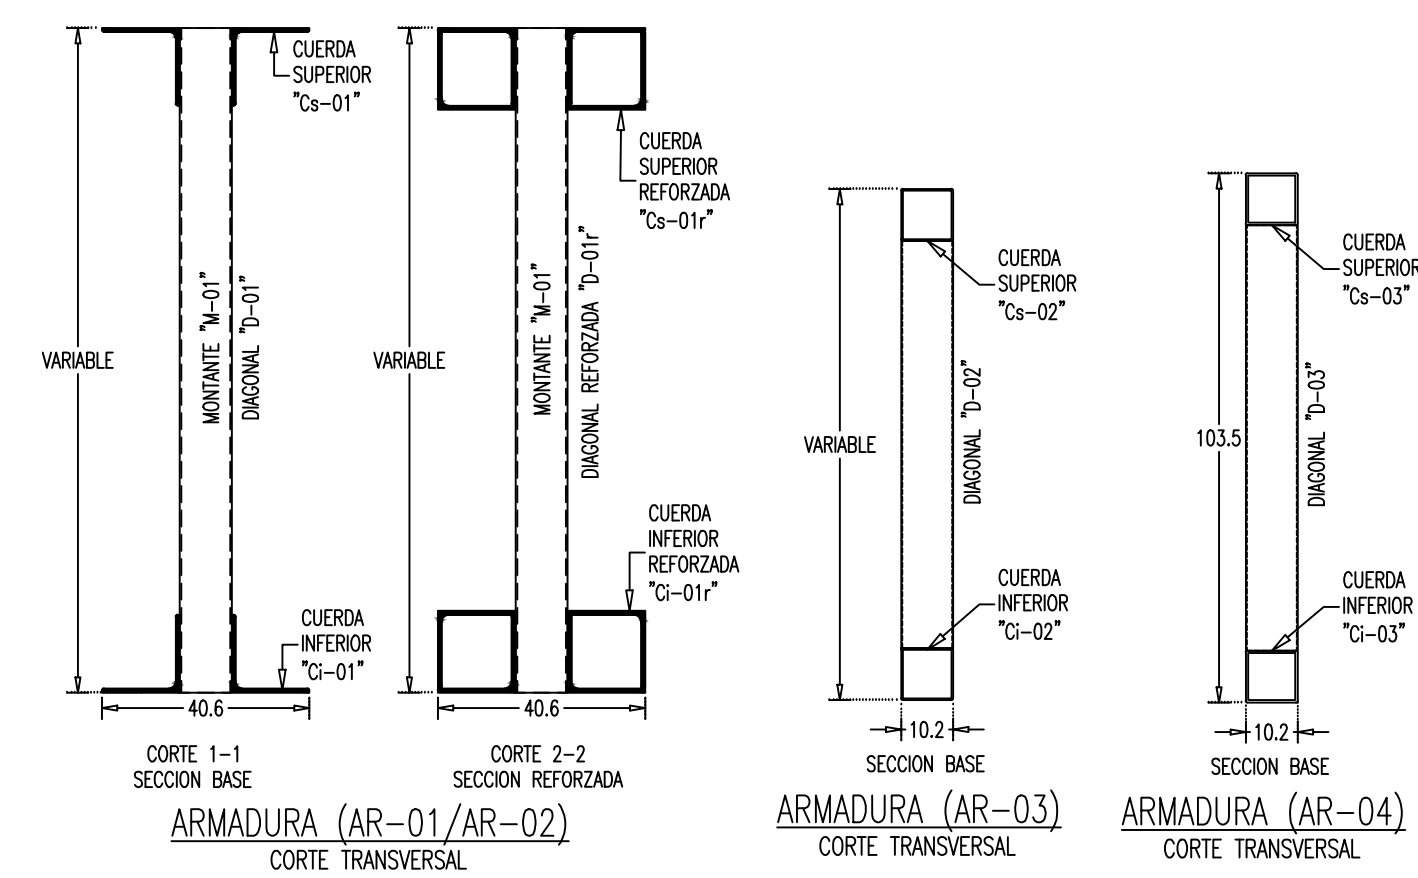 CUERDA
SUPERIOR
"Cs-01"
VARIABLE
MONTANTE "M-01"
DIAGONAL "D-01"
CUERDA
INFERIOR
"Ci-01"
40.6
CORTE 1-1
SECCION BASE
CUERDA
SUPERIOR
REFORZADA
"Cs-01r"
VARIABLE
MONTANTE "M-01"
DIAGONAL REFORZADA "D-01r"
CUERDA
INFERIOR
REFORZADA
"Ci-01r"
40.6
CORTE 2-2
SECCION REFORZADA
ARMADURA (AR-01/AR-02)
CORTE TRANSVERSAL
CUERDA
SUPERIOR
"Cs-02"
VARIABLE
DIAGONAL "D-02"
CUERDA
INFERIOR
"Ci-02"
10.2
SECCION BASE
ARMADURA (AR-03)
CORTE TRANSVERSAL
CUERDA
SUPERIOR
"Cs-03"
103.5
DIAGONAL "D-03"
CUERDA
INFERIOR
"Ci-03"
10.2
SECCION BASE
ARMADURA (AR-04)
CORTE TRANSVERSAL